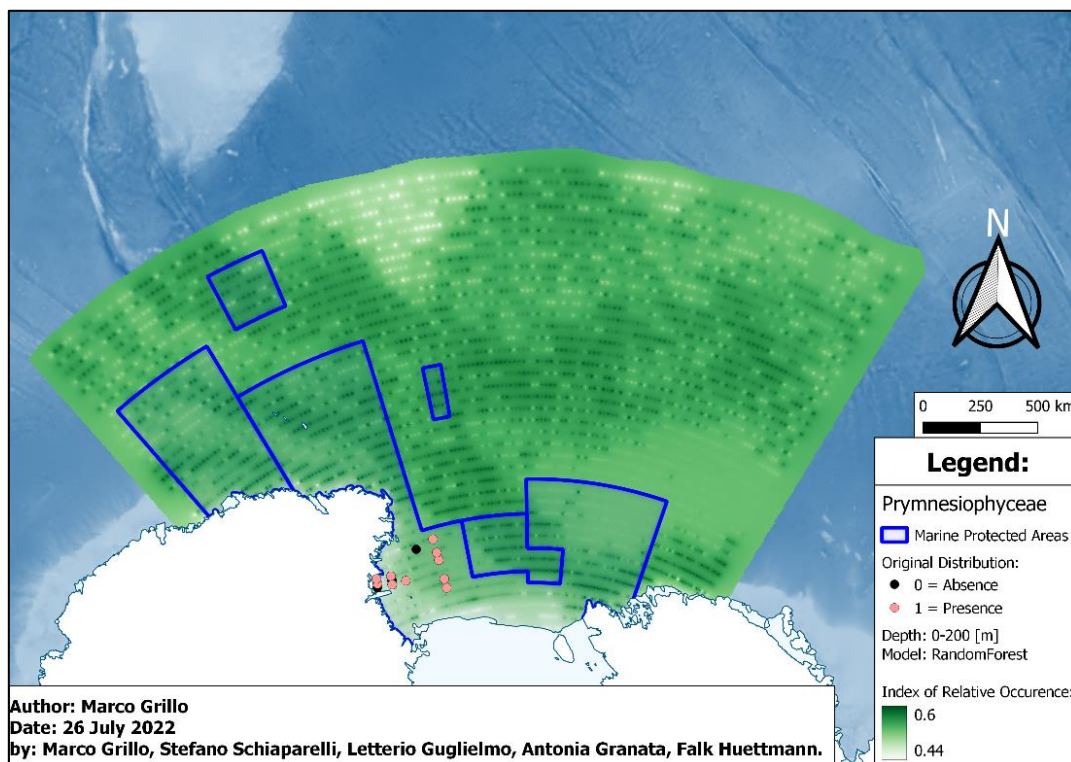 N
0 250 500 km
Legend:
Prymnesiophyceae
Marine Protected Areas
Original Distribution:
0 = Absence
1 = Presence
Depth: 0-200 [m]
Model: RandomForest
Index of Relative Occurence:
0.6
0.44
Author: Marco Grillo
Date: 26 July 2022
by: Marco Grillo, Stefano Schiaparelli, Letterio Guglielmo, Antonia Granata, Falk Huettmann.